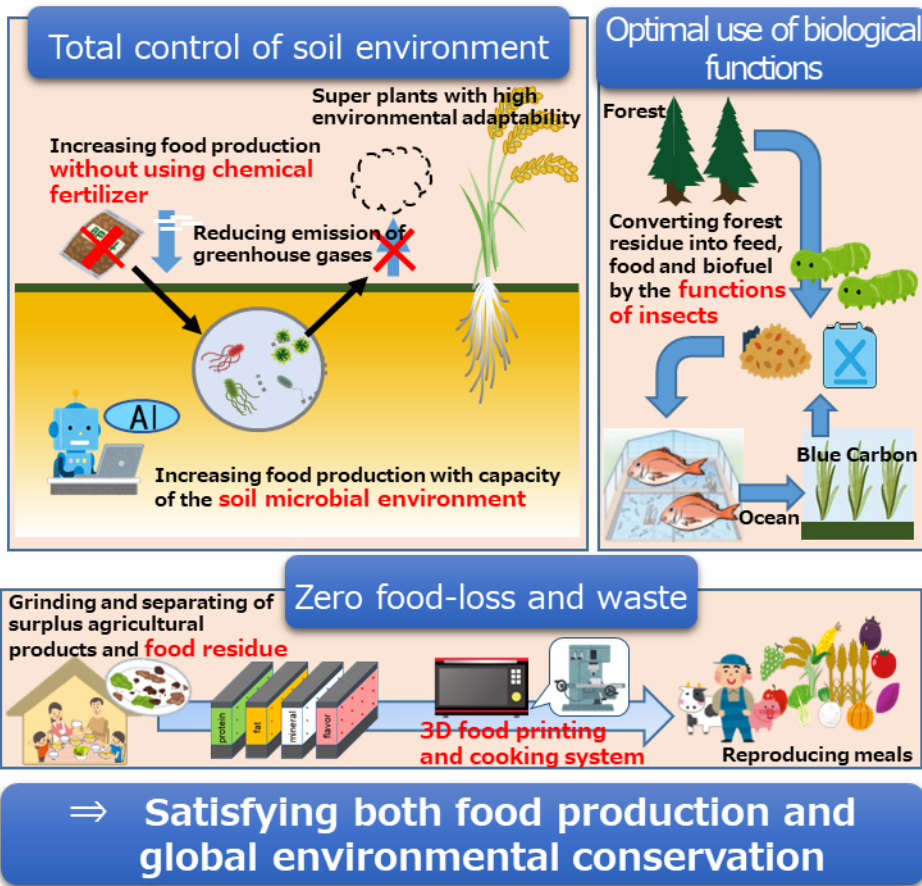 Total control of soil environment
Super plants with high
environmental adaptability
Increasing food production
without using chemical
fertilizer
Reducing emission of
greenhouse gases
AI
Increasing food production with capacity
of the soil microbial environment
Optimal use of biological
functions
Forest
Converting forest
residue into feed,
food and biofuel
by the functions
of insects
Blue Carbon
Ocean
Zero food-loss and waste
Grinding and separating of
surplus agricultural
products and food residue
protein
fat
mineral
flavor
3D food printing
and cooking system
Reproducing meals
⇒ Satisfying both food production and
global environmental conservation